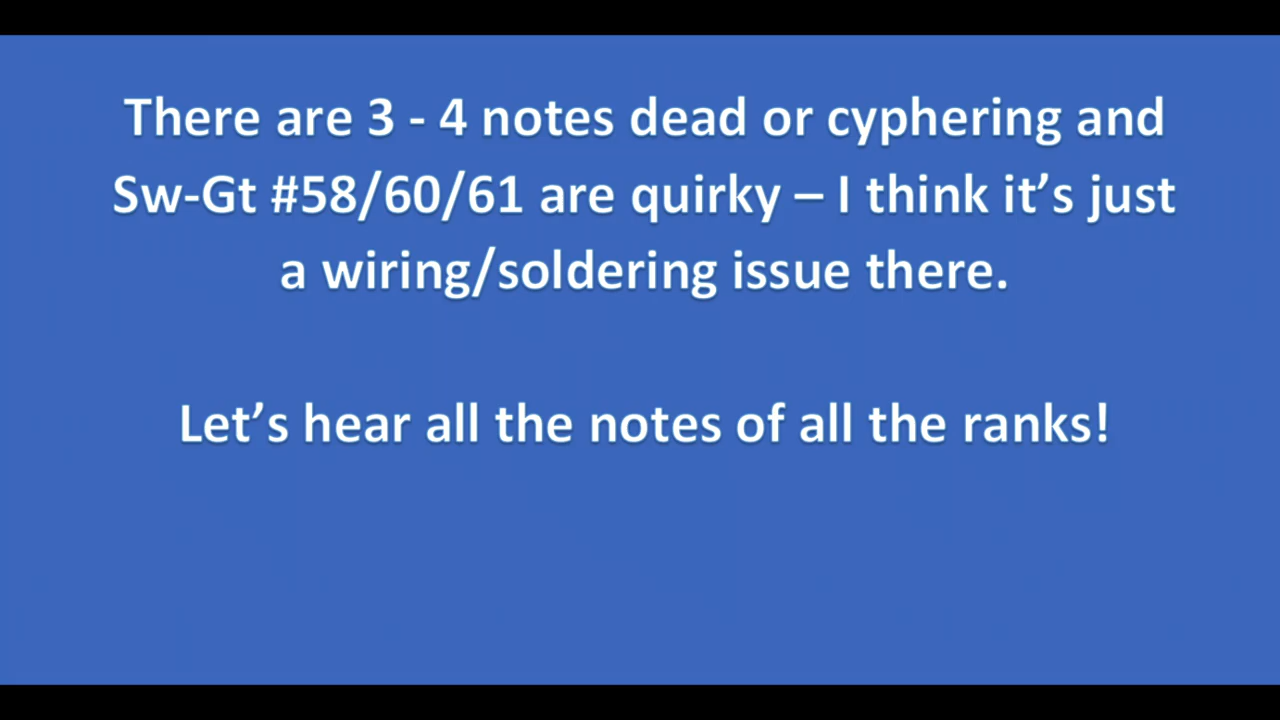 There are 3 - 4 notes dead or cyphering and
Sw-Gt #58/60/61 are quirky – I think it’s just
a wiring/soldering issue there.
Let’s hear all the notes of all the ranks!